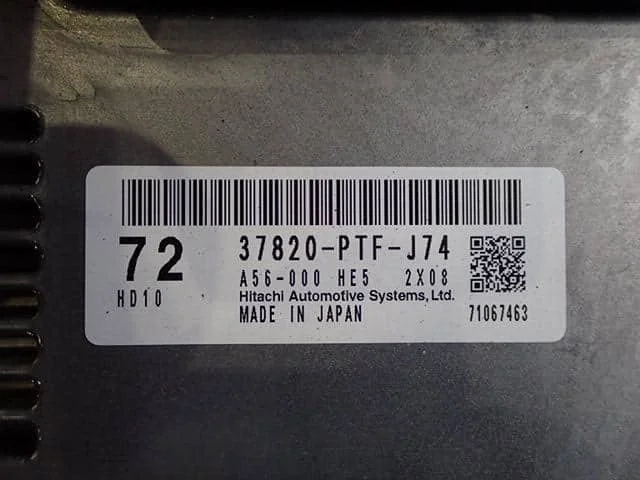 72
HD10
37820-PTF-J74
A56-000 HE5 2X08
Hitachi Automotive Systems, Ltd.
MADE IN JAPAN
71067463